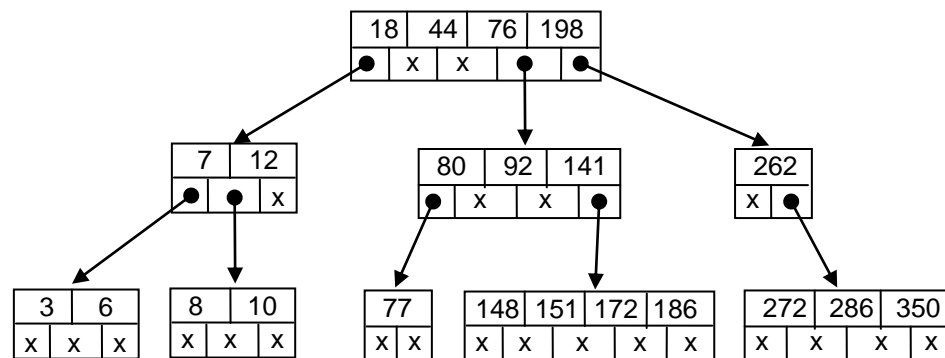 18 44 76 198
x x
7 12 80 92 141 262
x x x x
3 6 8 10 77 148 151 172 186 272 286 350
x x x x x x x x x x x x x x x x x